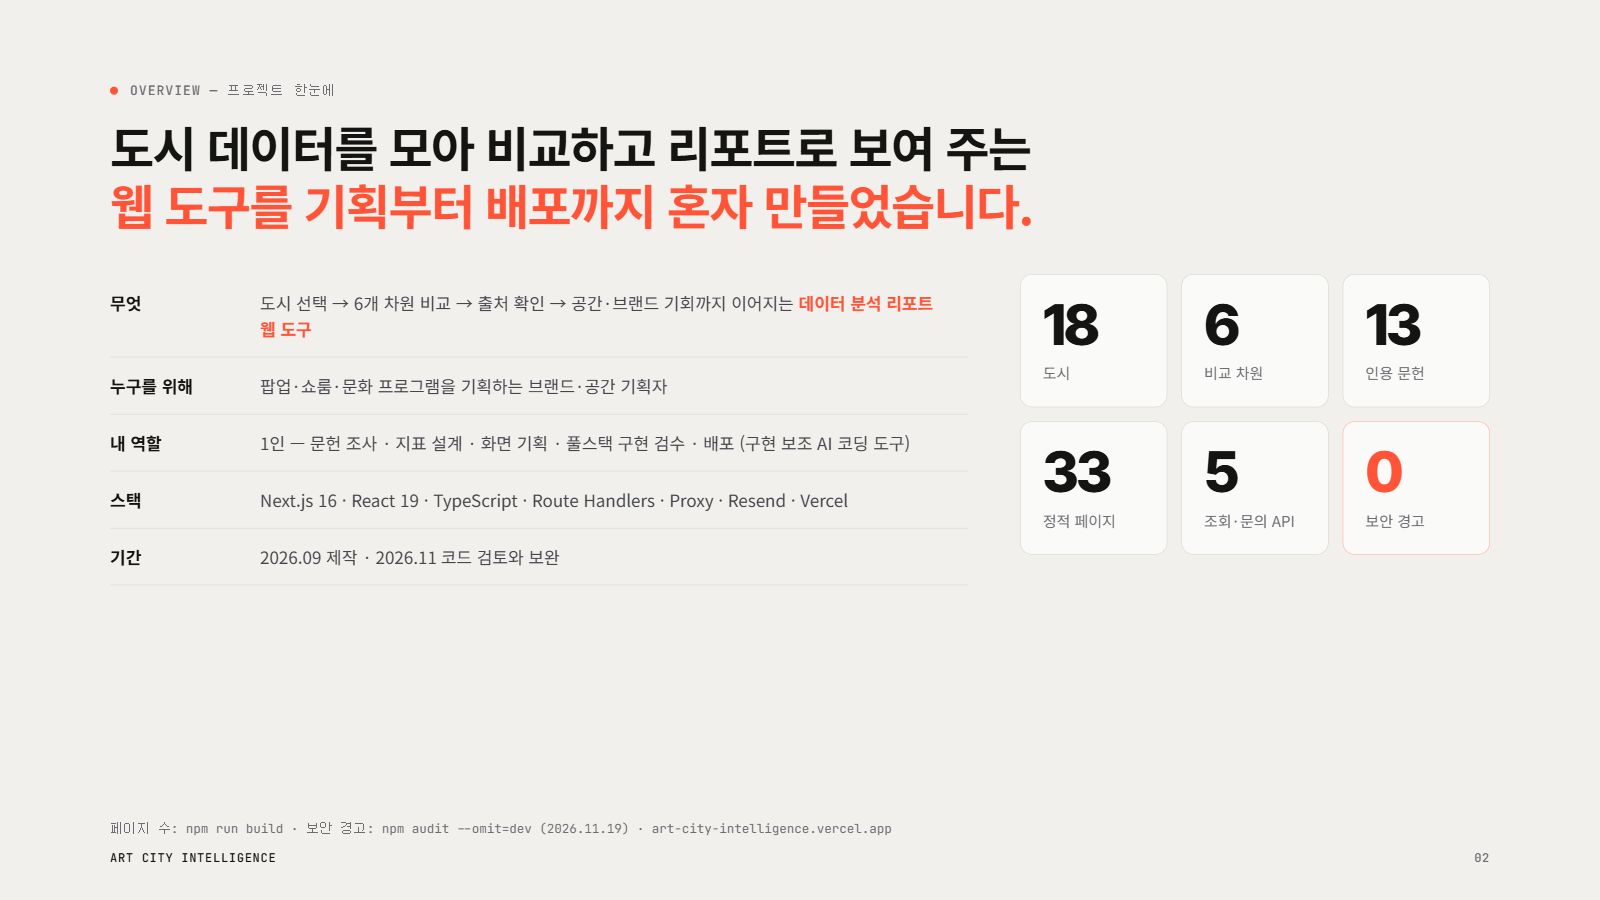 OVERVIEW — 프로젝트 한눈에
도시 데이터를 모아 비교하고 리포트로 보여 주는
웹 도구를 기획부터 배포까지 혼자 만들었습니다.
무엇
도시 선택 → 6개 차원 비교 → 출처 확인 → 공간·브랜드 기회까지 이어지는 데이터 분석 리포트
웹 도구
누구를 위해
팝업·쇼룸·문화 프로그램을 기획하는 브랜드·공간 기획자
내 역할
1인 — 문헌 조사 · 지표 설계 · 화면 기획 · 풀스택 구현 검수 · 배포 (구현 보조 AI 코딩 도구)
스택
Next.js 16 · React 19 · TypeScript · Route Handlers · Proxy · Resend · Vercel
기간
2026.09 제작 · 2026.11 코드 검토와 보완
18
도시
6
비교 차원
13
인용 문헌
33
정적 페이지
5
조회·문의 API
0
보안 경고
페이지 수: npm run build · 보안 경고: npm audit --omit=dev (2026.11.19) · art-city-intelligence.vercel.app
ART CITY INTELLIGENCE
02